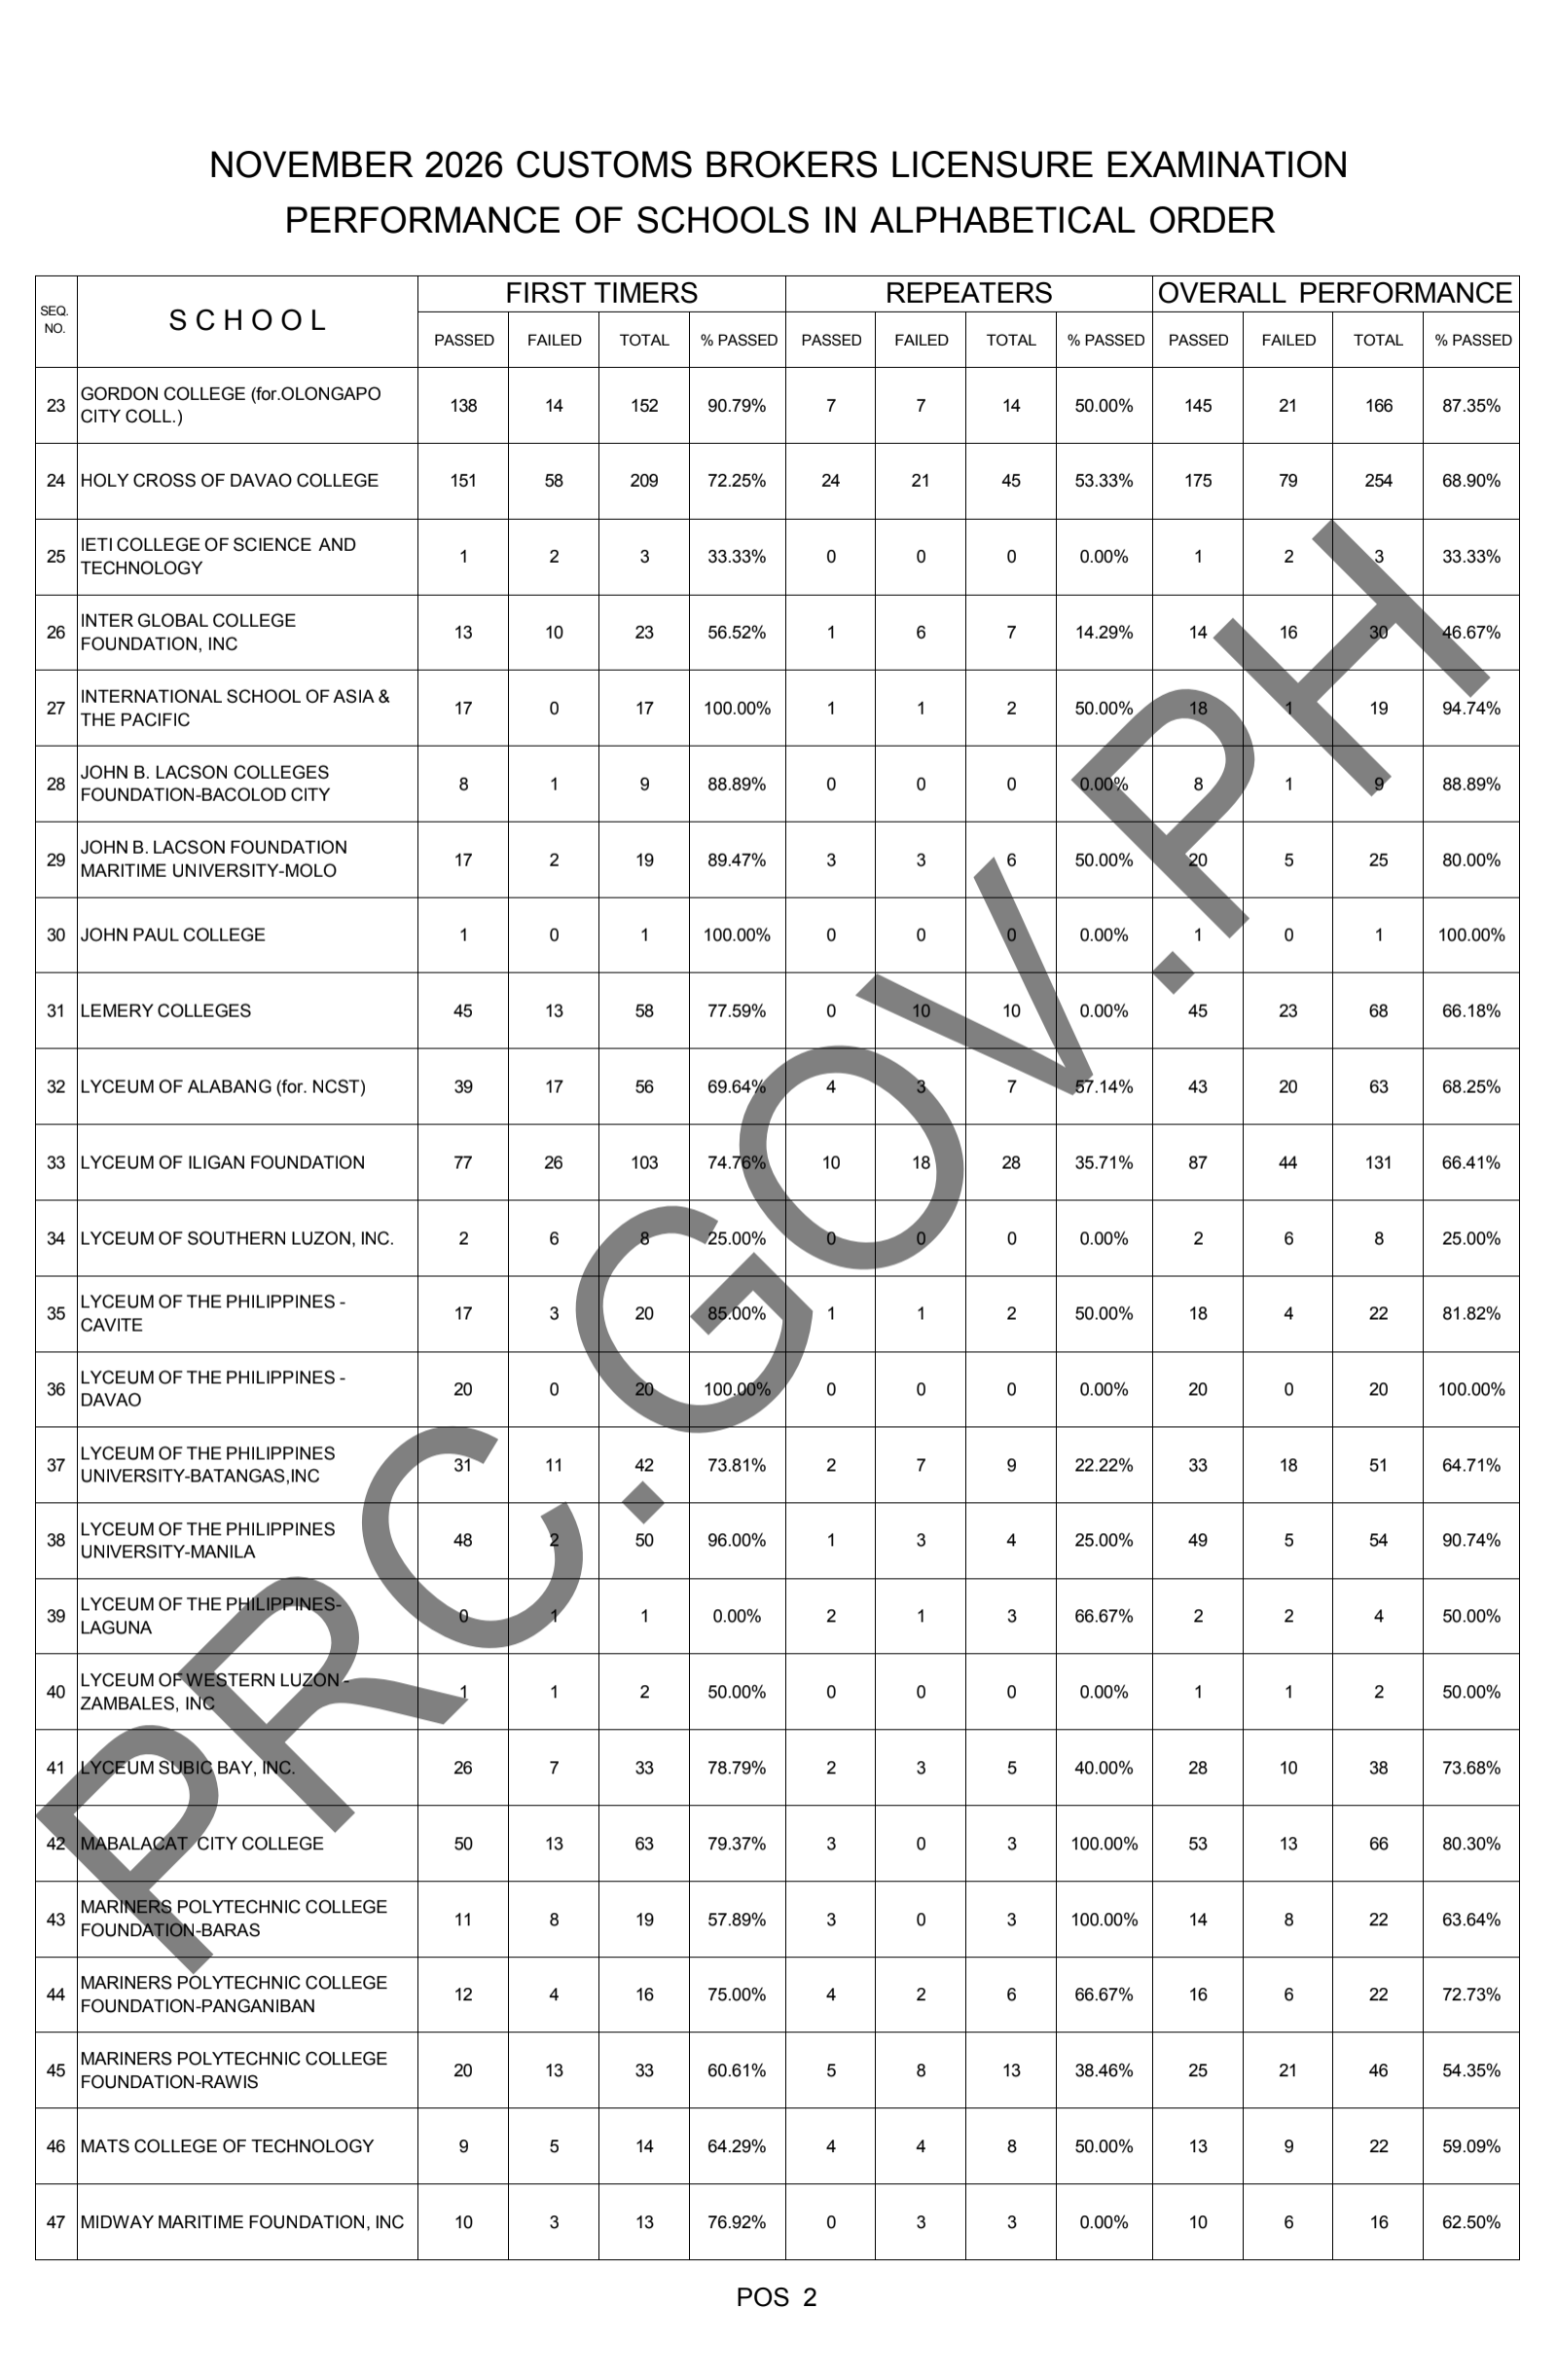 NOVEMBER 2026 CUSTOMS BROKERS LICENSURE EXAMINATION
PERFORMANCE OF SCHOOLS IN ALPHABETICAL ORDER
SEQ. NO. SCHOOL FIRST TIMERS REPEATERS OVERALL PERFORMANCE
PASSED FAILED TOTAL % PASSED PASSED FAILED TOTAL % PASSED PASSED FAILED TOTAL % PASSED
23 GORDON COLLEGE (for.OLONGAPO CITY COLL.) 138 14 152 90.79% 7 7 14 50.00% 145 21 166 87.35%
24 HOLY CROSS OF DAVAO COLLEGE 151 58 209 72.25% 24 21 45 53.33% 175 79 254 68.90%
25 IETI COLLEGE OF SCIENCE AND TECHNOLOGY 1 2 3 33.33% 0 0 0 0.00% 1 2 3 33.33%
26 INTER GLOBAL COLLEGE FOUNDATION, INC 13 10 23 56.52% 1 6 7 14.29% 14 16 30 46.67%
27 INTERNATIONAL SCHOOL OF ASIA & THE PACIFIC 17 0 17 100.00% 1 1 2 50.00% 18 1 19 94.74%
28 JOHN B. LACSON COLLEGES FOUNDATION-BACOLOD CITY 8 1 9 88.89% 0 0 0 0.00% 8 1 9 88.89%
29 JOHN B. LACSON FOUNDATION MARITIME UNIVERSITY-MOLO 17 2 19 89.47% 3 3 6 50.00% 20 5 25 80.00%
30 JOHN PAUL COLLEGE 1 0 1 100.00% 0 0 0 0.00% 1 0 1 100.00%
31 LEMERY COLLEGES 45 13 58 77.59% 0 10 10 0.00% 45 23 68 66.18%
32 LYCEUM OF ALABANG (for. NCST) 39 17 56 69.64% 4 3 7 57.14% 43 20 63 68.25%
33 LYCEUM OF ILIGAN FOUNDATION 77 26 103 74.76% 10 18 28 35.71% 87 44 131 66.41%
34 LYCEUM OF SOUTHERN LUZON, INC. 2 6 8 25.00% 0 0 0 0.00% 2 6 8 25.00%
35 LYCEUM OF THE PHILIPPINES - CAVITE 17 3 20 85.00% 1 1 2 50.00% 18 4 22 81.82%
36 LYCEUM OF THE PHILIPPINES - DAVAO 20 0 20 100.00% 0 0 0 0.00% 20 0 20 100.00%
37 LYCEUM OF THE PHILIPPINES UNIVERSITY-BATANGAS,INC 31 11 42 73.81% 2 7 9 22.22% 33 18 51 64.71%
38 LYCEUM OF THE PHILIPPINES UNIVERSITY-MANILA 48 2 50 96.00% 1 3 4 25.00% 49 5 54 90.74%
39 LYCEUM OF THE PHILIPPINES- LAGUNA 0 1 1 0.00% 2 1 3 66.67% 2 2 4 50.00%
40 LYCEUM OF WESTERN LUZON - ZAMBALES, INC 1 1 2 50.00% 0 0 0 0.00% 1 1 2 50.00%
41 LYCEUM SUBIC BAY, INC. 26 7 33 78.79% 2 3 5 40.00% 28 10 38 73.68%
42 MABALACAT CITY COLLEGE 50 13 63 79.37% 3 0 3 100.00% 53 13 66 80.30%
43 MARINERS POLYTECHNIC COLLEGE FOUNDATION-BARAS 11 8 19 57.89% 3 0 3 100.00% 14 8 22 63.64%
44 MARINERS POLYTECHNIC COLLEGE FOUNDATION-PANGANIBAN 12 4 16 75.00% 4 2 6 66.67% 16 6 22 72.73%
45 MARINERS POLYTECHNIC COLLEGE FOUNDATION-RAWIS 20 13 33 60.61% 5 8 13 38.46% 25 21 46 54.35%
46 MATS COLLEGE OF TECHNOLOGY 9 5 14 64.29% 4 4 8 50.00% 13 9 22 59.09%
47 MIDWAY MARITIME FOUNDATION, INC 10 3 13 76.92% 0 3 3 0.00% 10 6 16 62.50%
PRC.GOV.PH
POS 2